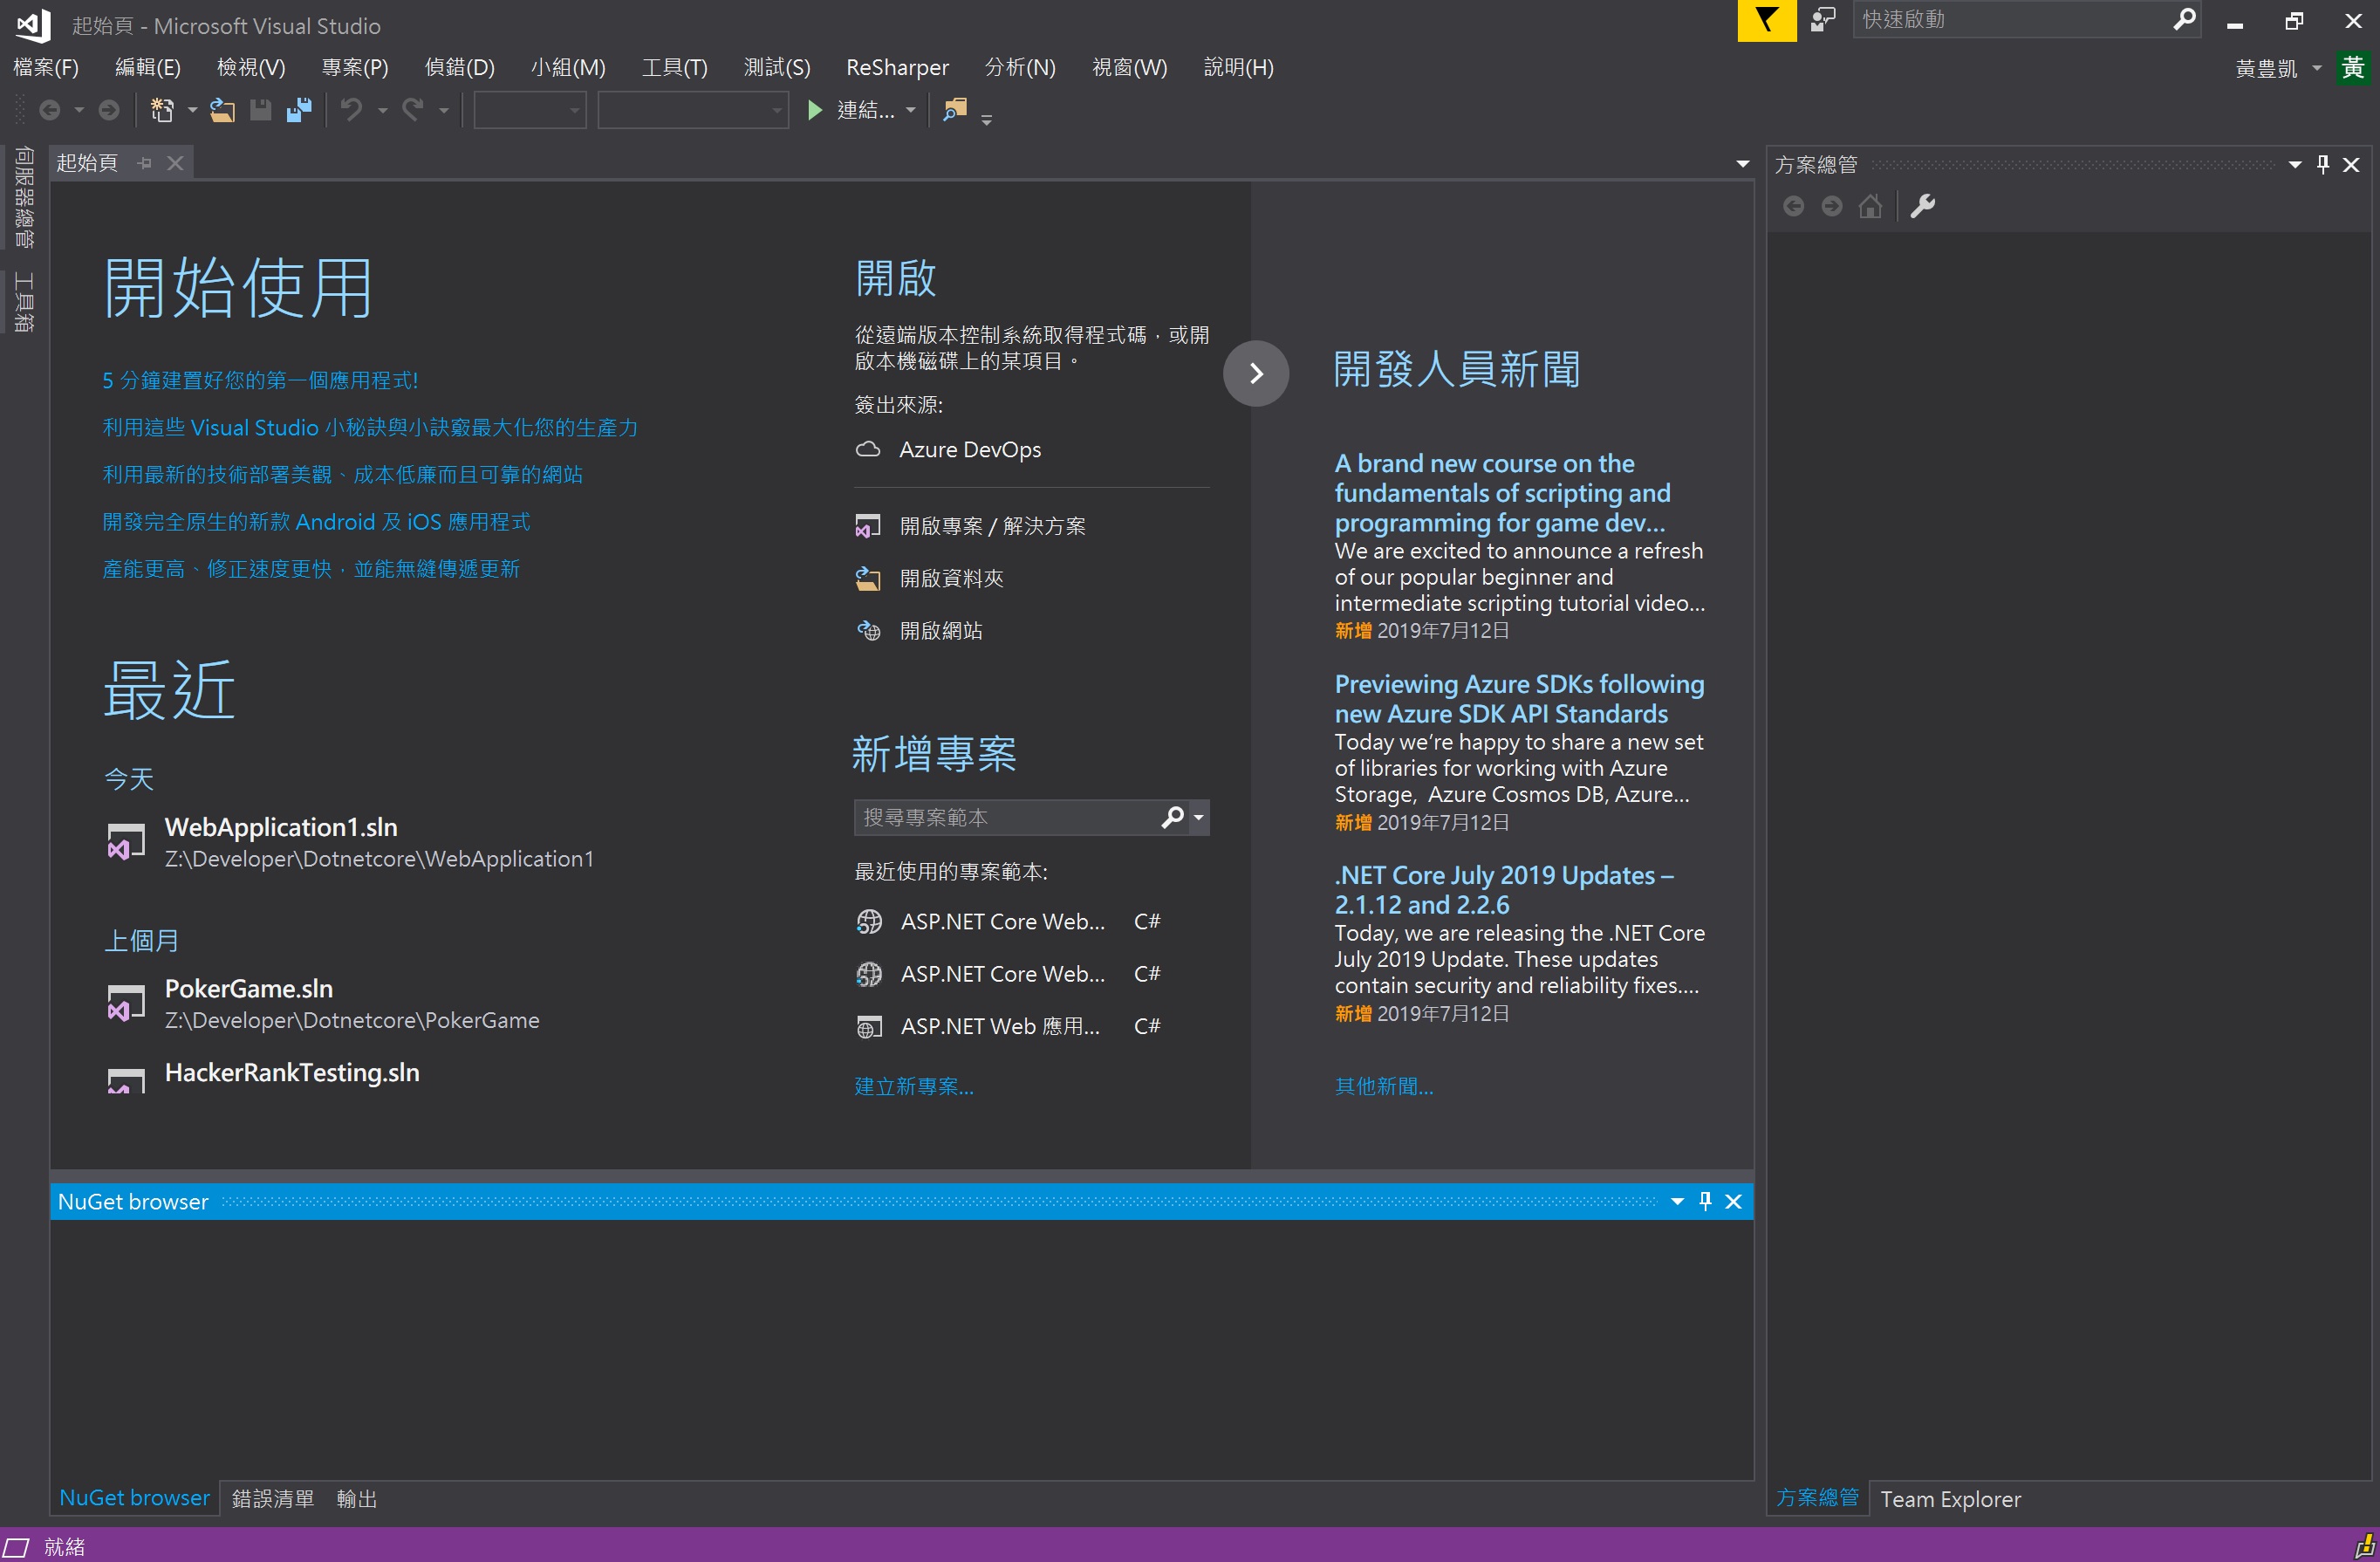 起始頁 - Microsoft Visual Studio
快速啟動
檔案(F) 編輯(E) 檢視(V) 專案(P) 偵錯(D) 小組(M) 工具(T) 測試(S) ReSharper 分析(N) 視窗(W) 說明(H)
黃豊凱 黃
連結...
伺服器總管
工具箱
起始頁
開始使用
5 分鐘建置好您的第一個應用程式!
利用這些 Visual Studio 小秘訣與小訣竅最大化您的生產力
利用最新的技術部署美觀、成本低廉而且可靠的網站
開發完全原生的新款 Android 及 iOS 應用程式
產能更高、修正速度更快，並能無縫傳遞更新
最近
今天
WebApplication1.sln
Z:\Developer\Dotnetcore\WebApplication1
上個月
PokerGame.sln
Z:\Developer\Dotnetcore\PokerGame
HackerRankTesting.sln
開啟
從遠端版本控制系統取得程式碼，或開
啟本機磁碟上的某項目。
簽出來源:
Azure DevOps
開啟專案 / 解決方案
開啟資料夾
開啟網站
新增專案
搜尋專案範本
最近使用的專案範本:
ASP.NET Core Web... C#
ASP.NET Core Web... C#
ASP.NET Web 應用... C#
建立新專案...
開發人員新聞
A brand new course on the
fundamentals of scripting and
programming for game dev...
We are excited to announce a refresh
of our popular beginner and
intermediate scripting tutorial video...
新增 2019年7月12日
Previewing Azure SDKs following
new Azure SDK API Standards
Today we’re happy to share a new set
of libraries for working with Azure
Storage, Azure Cosmos DB, Azure...
新增 2019年7月12日
.NET Core July 2019 Updates –
2.1.12 and 2.2.6
Today, we are releasing the .NET Core
July 2019 Update. These updates
contain security and reliability fixes....
新增 2019年7月12日
其他新聞...
方案總管
NuGet browser
NuGet browser 錯誤清單 輸出
方案總管 Team Explorer
就緒